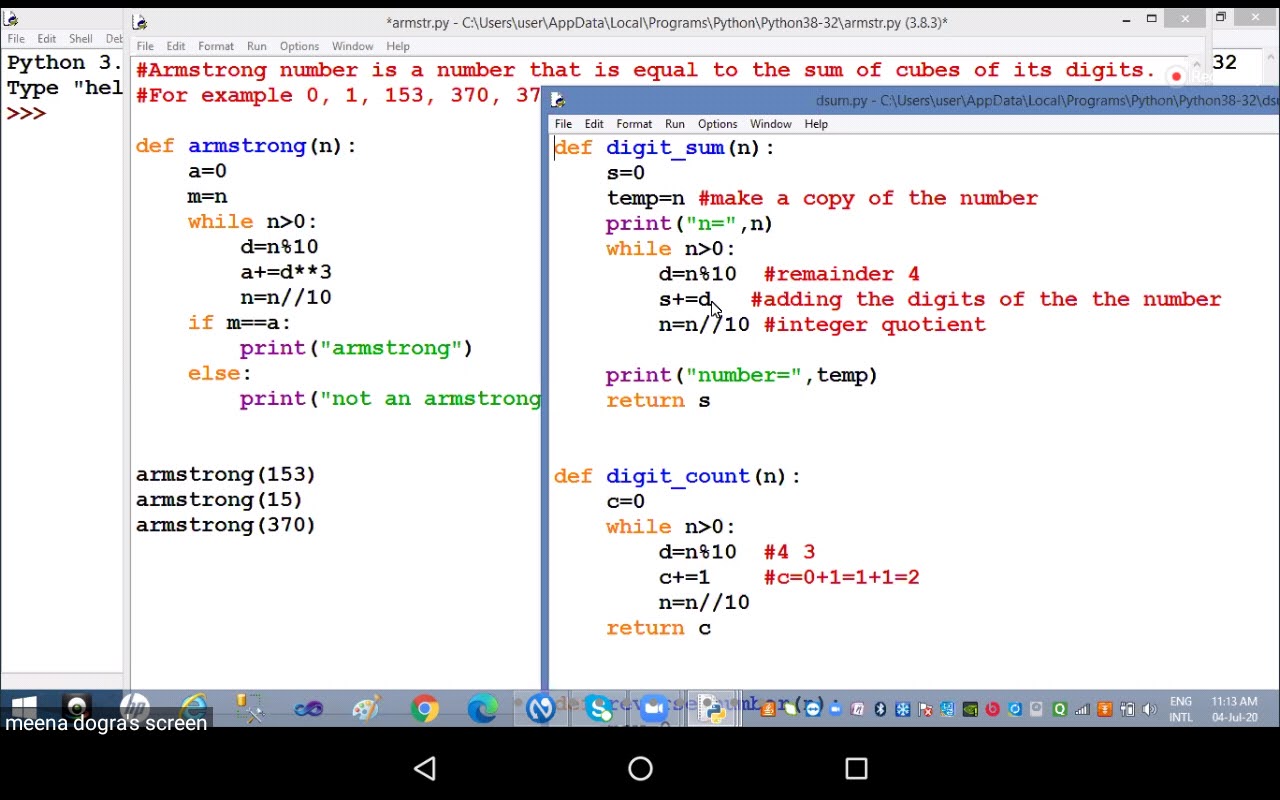 *armstr.py - C:\Users\user\AppData\Local\Programs\Python\Python38-32\armstr.py (3.8.3)*
File Edit Shell
File Edit Format Run Options Window Help
Python 3.
Type "hel
>>>
32
#Armstrong number is a number that is equal to the sum of cubes of its digits.
#For example 0, 1, 153, 370, 37
def armstrong(n):
a=0
m=n
while n>0:
d=n%10
a+=d**3
n=n//10
if m==a:
print("armstrong")
else:
print("not an armstrong
armstrong(153)
armstrong(15)
armstrong(370)
dsum.py - C:\Users\user\AppData\Local\Programs\Python\Python38-32\ds
File Edit Format Run Options Window Help
def digit_sum(n):
s=0
temp=n #make a copy of the number
print("n=",n)
while n>0:
d=n%10 #remainder 4
s+=d #adding the digits of the the number
n=n//10 #integer quotient
print("number=",temp)
return s
def digit_count(n):
c=0
while n>0:
d=n%10 #4 3
c+=1 #c=0+1=1+1=2
n=n//10
return c
def reverse_number(n):
ENG
INTL
11:13 AM
04-Jul-20
meena dogra's screen